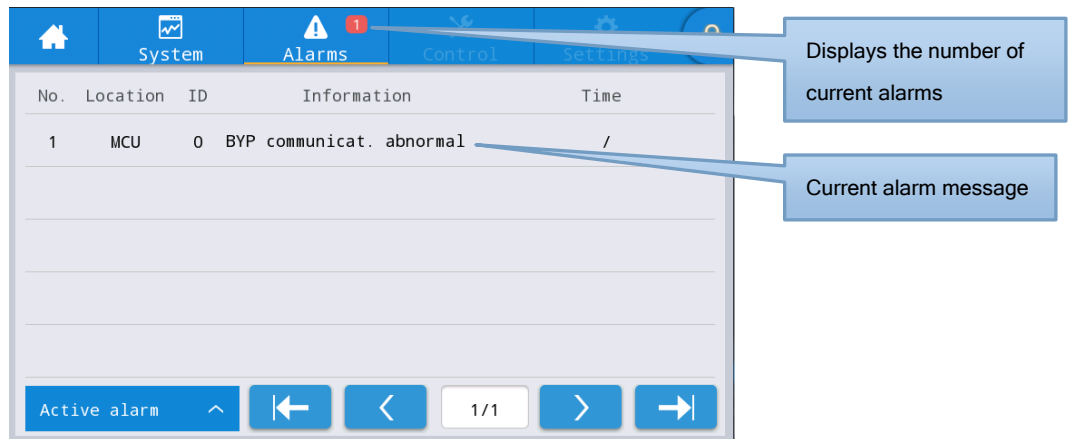 System
Alarms
1
Control
Settings
Displays the number of
current alarms
No. Location ID Information Time
1 MCU 0 BYP communicat. abnormal /
Current alarm message
Active alarm
1/1